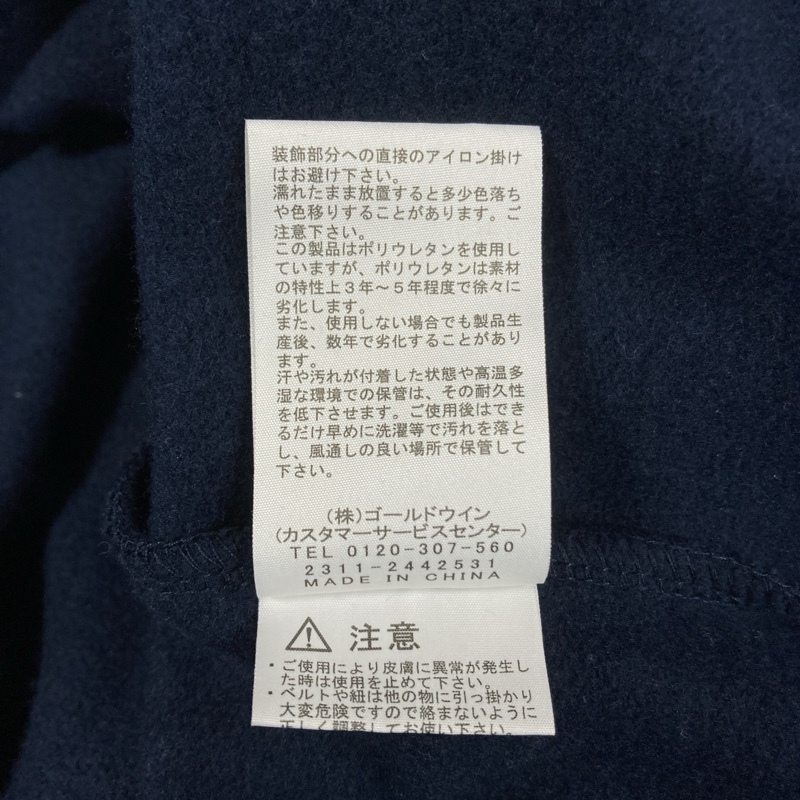 装飾部分への直接のアイロン掛け
はお避け下さい。
濡れたまま放置すると多少色落ち
や色移りすることがあります。ご
注意下さい。
この製品はポリウレタンを使用し
ていますが、ポリウレタンは素材
の特性上３年〜５年程度で徐々に
劣化します。
また、使用しない場合でも製品生
産後、数年で劣化することがあり
ます。
汗や汚れが付着した状態や高温多
湿な環境での保管は、その耐久性
を低下させます。ご使用後はでき
るだけ早めに洗濯等で汚れを落と
し、風通しの良い場所で保管して
下さい。
（株）ゴールドウイン
（カスタマーサービスセンター）
TEL 0120-307-560
2311-2442531
MADE IN CHINA
注意
・ご使用により皮膚に異常が発生し
た時は使用を止めて下さい。
・ベルトや紐は他の物に引っ掛かり
大変危険ですので絡まないように
正しく調整してお使い下さい。